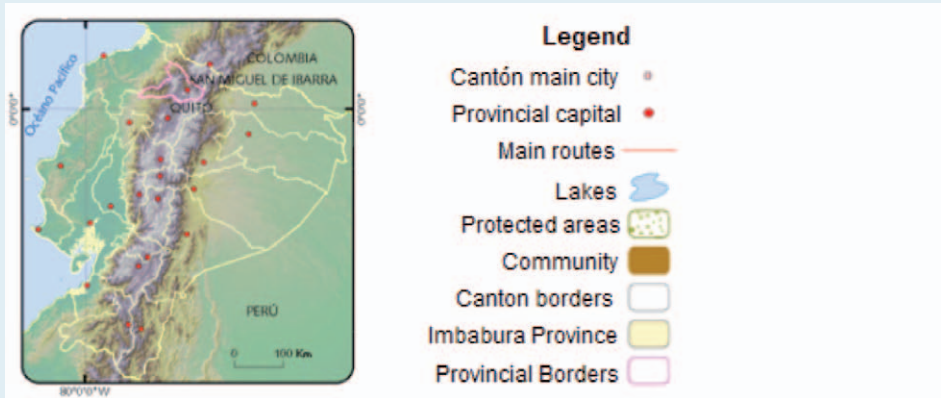 Océano Pacífico
COLOMBIA
SAN MIGUEL DE IBARRA
QUITO
0°0'0"
0°0'0"
PERÚ
0 100 Km
80°0'0"W
Legend
Cantón main city
Provincial capital
Main routes
Lakes
Protected areas
Community
Canton borders
Imbabura Province
Provincial Borders